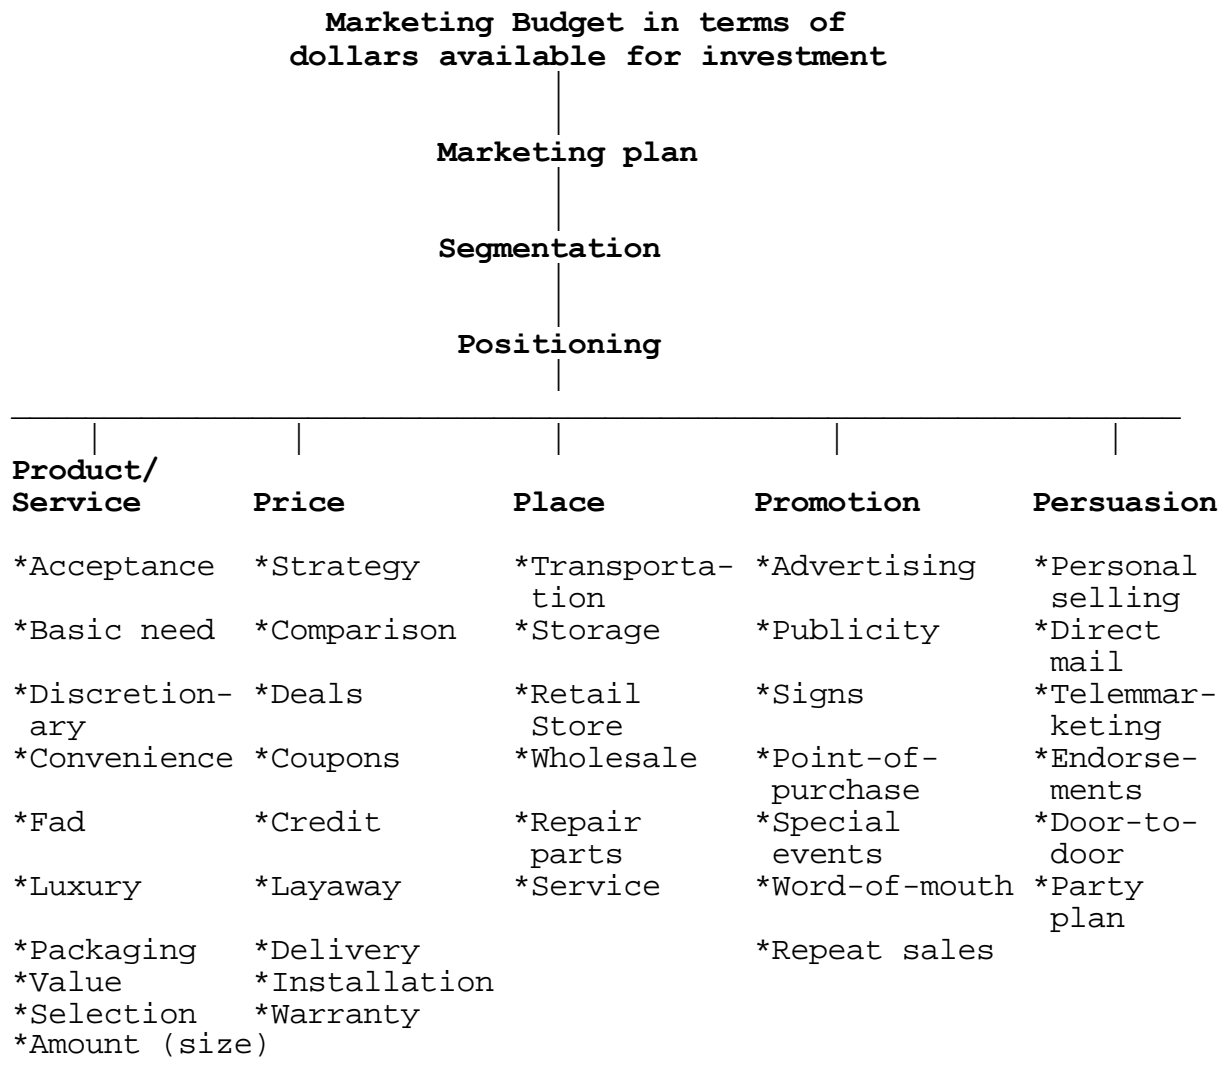 Marketing Budget in terms of
dollars available for investment
Marketing plan
Segmentation
Positioning
Product/
Service Price Place Promotion Persuasion
*Acceptance *Strategy *Transporta- *Advertising *Personal
tion selling
*Basic need *Comparison *Storage *Publicity *Direct
mail
*Discretion- *Deals *Retail *Signs *Telemmar-
ary Store keting
*Convenience *Coupons *Wholesale *Point-of- *Endorse-
purchase ments
*Fad *Credit *Repair *Special *Door-to-
parts events door
*Luxury *Layaway *Service *Word-of-mouth *Party
plan
*Packaging *Delivery *Repeat sales
*Value *Installation
*Selection *Warranty
*Amount (size)